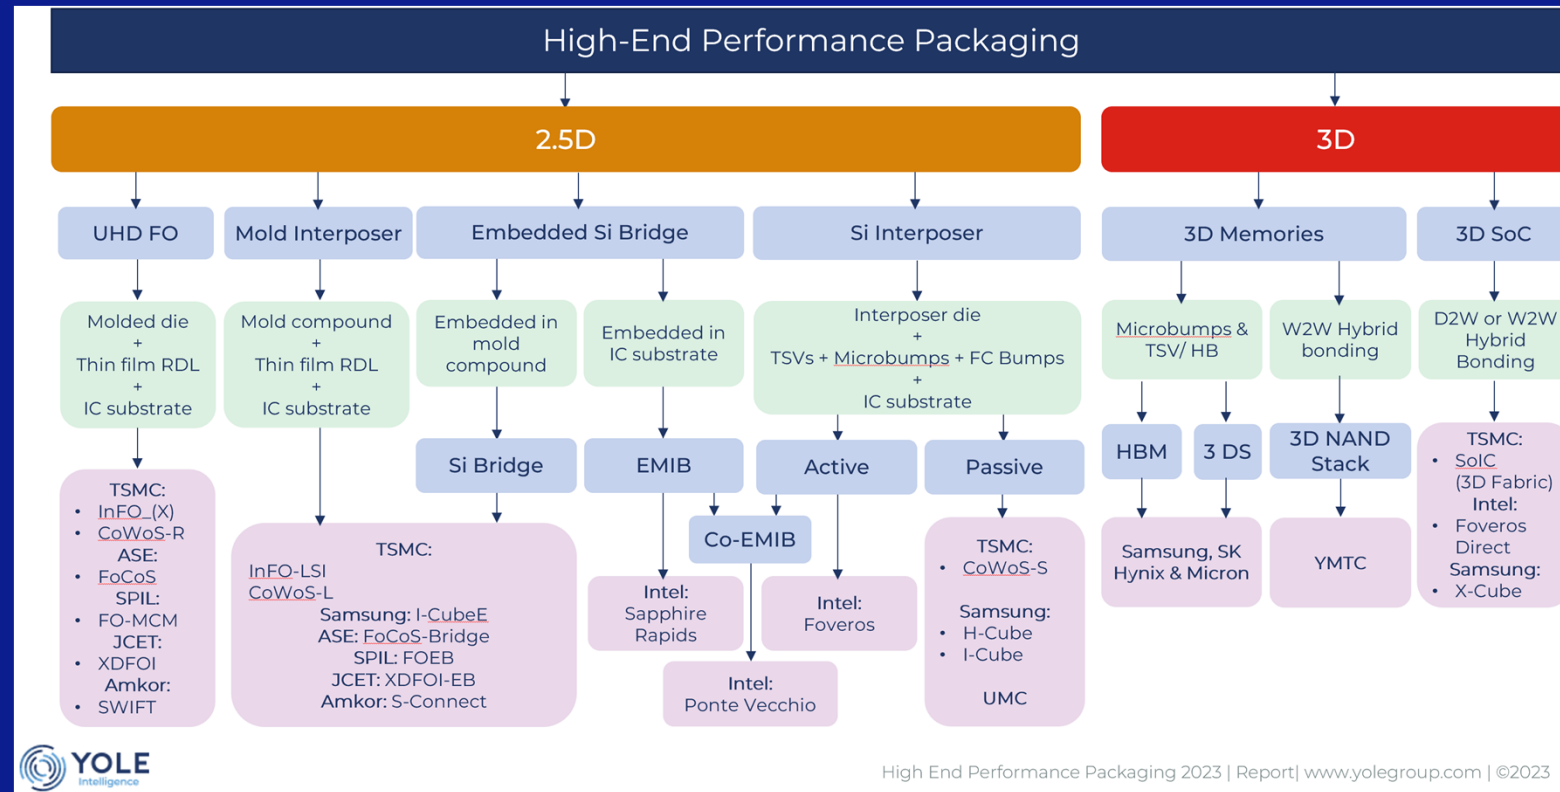 High-End Performance Packaging
2.5D
3D
UHD FO
Mold Interposer
Embedded Si Bridge
Si Interposer
3D Memories
3D SoC
Molded die
+
Thin film RDL
+
IC substrate
Mold compound
+
Thin film RDL
+
IC substrate
Embedded in
mold
compound
Embedded in
IC substrate
Interposer die
+
TSVs + Microbumps + FC Bumps
+
IC substrate
Microbumps &
TSV/ HB
W2W Hybrid
bonding
D2W or W2W
Hybrid
Bonding
Si Bridge
EMIB
Active
Passive
HBM
3 DS
3D NAND
Stack
Co-EMIB
TSMC:
• InFO_(X)
• CoWoS-R
ASE:
• FoCoS
SPIL:
• FO-MCM
JCET:
• XDFOI
Amkor:
• SWIFT
TSMC:
InFO-LSI
CoWoS-L
Samsung: I-CubeE
ASE: FoCoS-Bridge
SPIL: FOEB
JCET: XDFOI-EB
Amkor: S-Connect
Intel:
Sapphire
Rapids
Intel:
Foveros
Intel:
Ponte Vecchio
TSMC:
• CoWoS-S
Samsung:
• H-Cube
• I-Cube
UMC
Samsung, SK
Hynix & Micron
YMTC
TSMC:
• SoIC
(3D Fabric)
Intel:
• Foveros
Direct
Samsung:
• X-Cube
YOLE
Intelligence
High End Performance Packaging 2023 | Report| www.yolegroup.com | ©2023